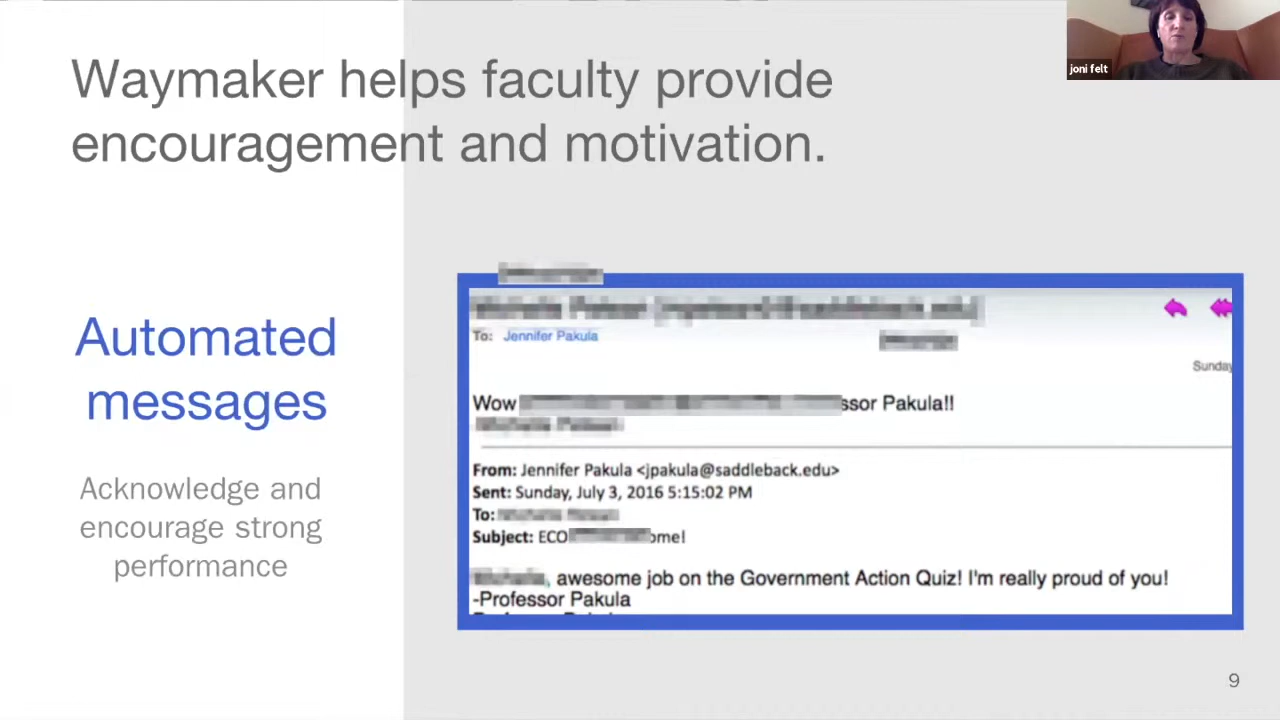 Waymaker helps faculty provide
encouragement and motivation.
joni felt
Automated
messages
Acknowledge and
encourage strong
performance
To: Jennifer Pakula
Sunday
Wow ssor Pakula!!
From: Jennifer Pakula <jpakula@saddleback.edu>
Sent: Sunday, July 3, 2016 5:15:02 PM
To:
Subject: ECO ome!
, awesome job on the Government Action Quiz! I'm really proud of you!
-Professor Pakula
9